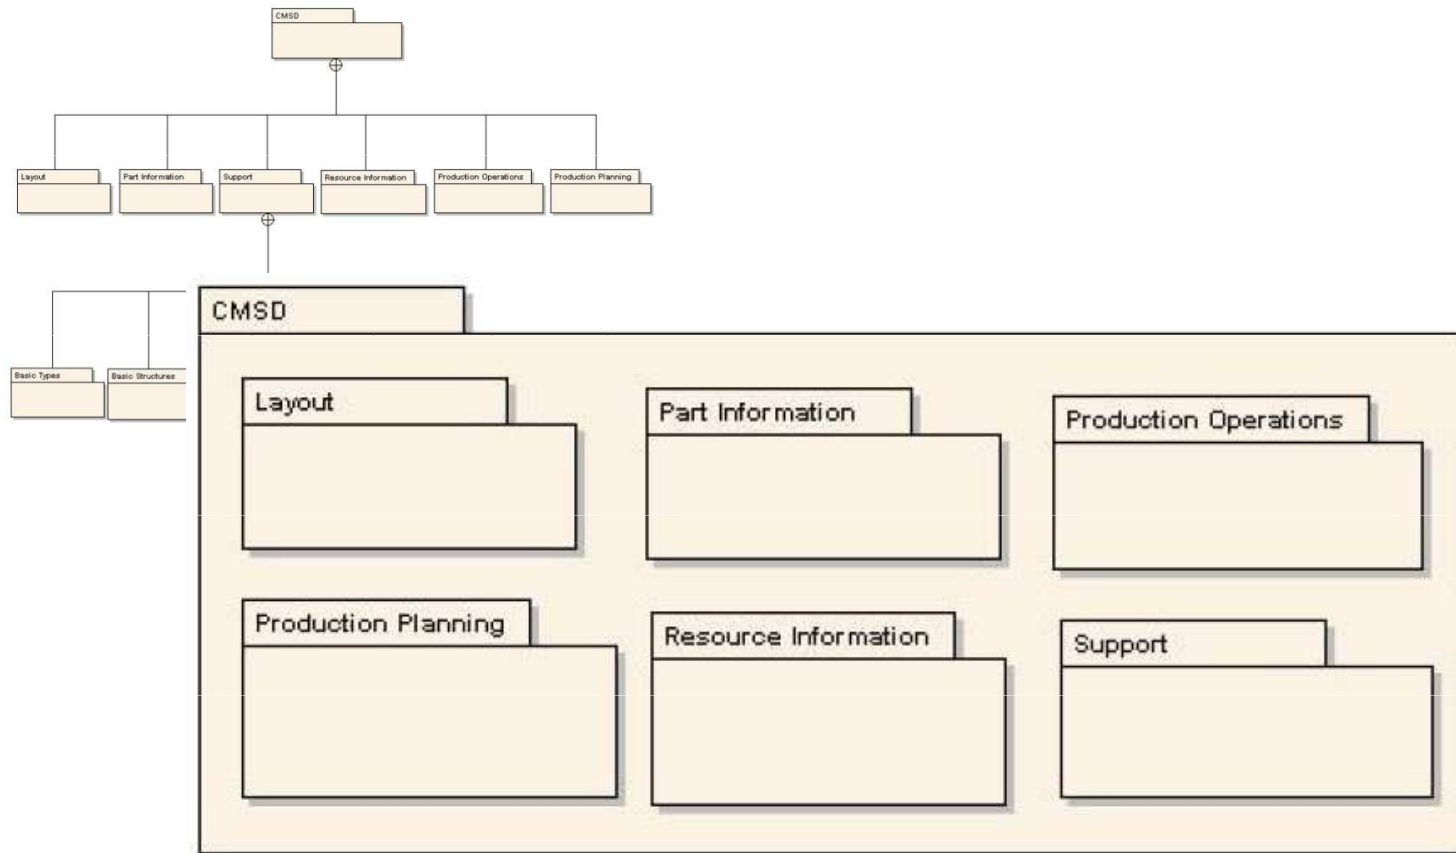 CMSD
Layout
Part Information
Support
Resource Information
Production Operations
Production Planning
Basic Types
Basic Structures
CMSD
Layout
Part Information
Production Operations
Production Planning
Resource Information
Support